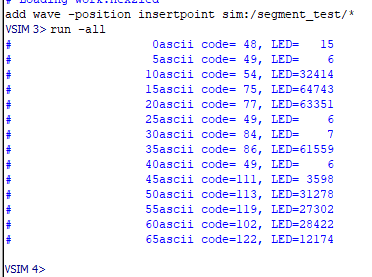 # Loading work.hex2led
add wave -position insertpoint sim:/segment_test/*
VSIM 3> run -all
# 0ascii code= 48, LED= 15
# 5ascii code= 49, LED= 6
# 10ascii code= 54, LED=32414
# 15ascii code= 75, LED=64743
# 20ascii code= 77, LED=63351
# 25ascii code= 49, LED= 6
# 30ascii code= 84, LED= 7
# 35ascii code= 86, LED=61559
# 40ascii code= 49, LED= 6
# 45ascii code=111, LED= 3598
# 50ascii code=113, LED=31278
# 55ascii code=119, LED=27302
# 60ascii code=102, LED=28422
# 65ascii code=122, LED=12174
VSIM 4>